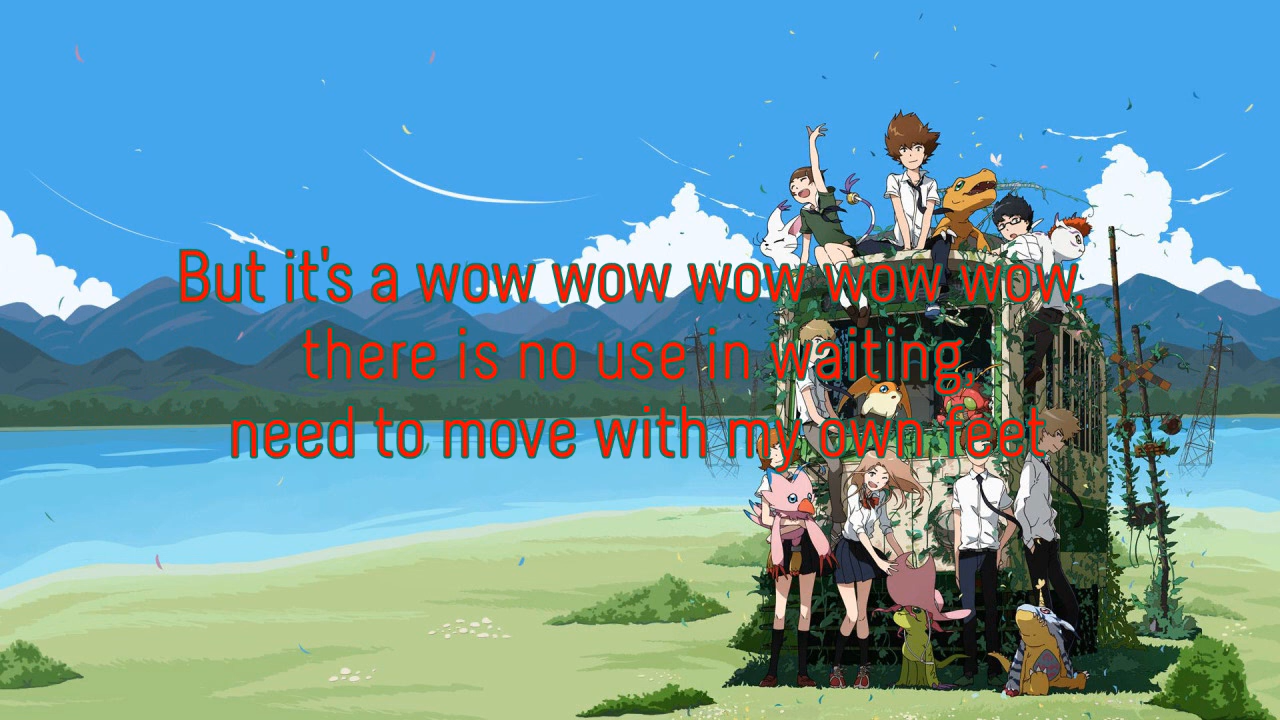 But it's a wow wow wow wow wow,
there is no use in waiting,
need to move with my own feet